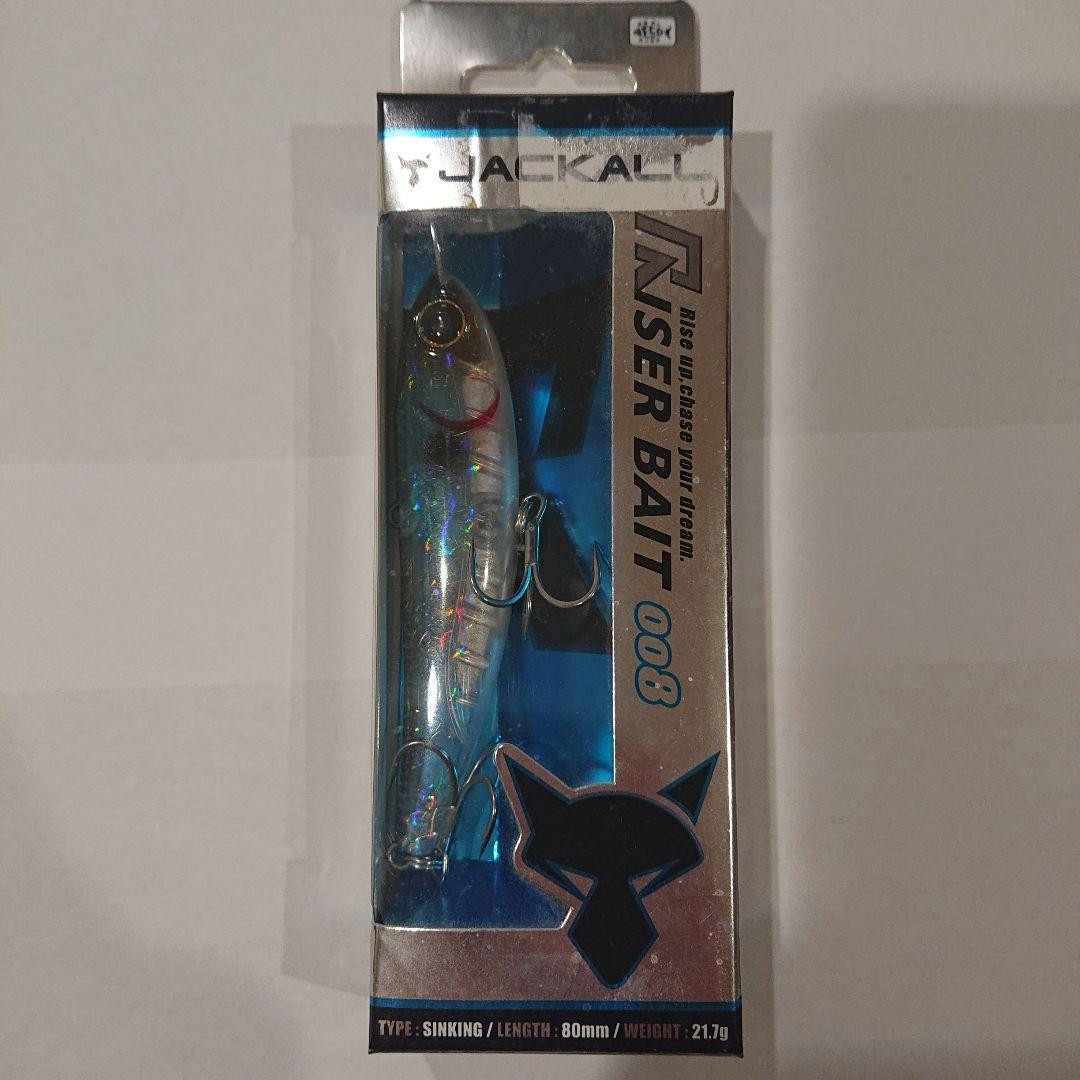 JACKALL
RISER BAIT 008
Rise up,chase your dream.
TYPE : SINKING / LENGTH : 80mm / WEIGHT : 21.7g